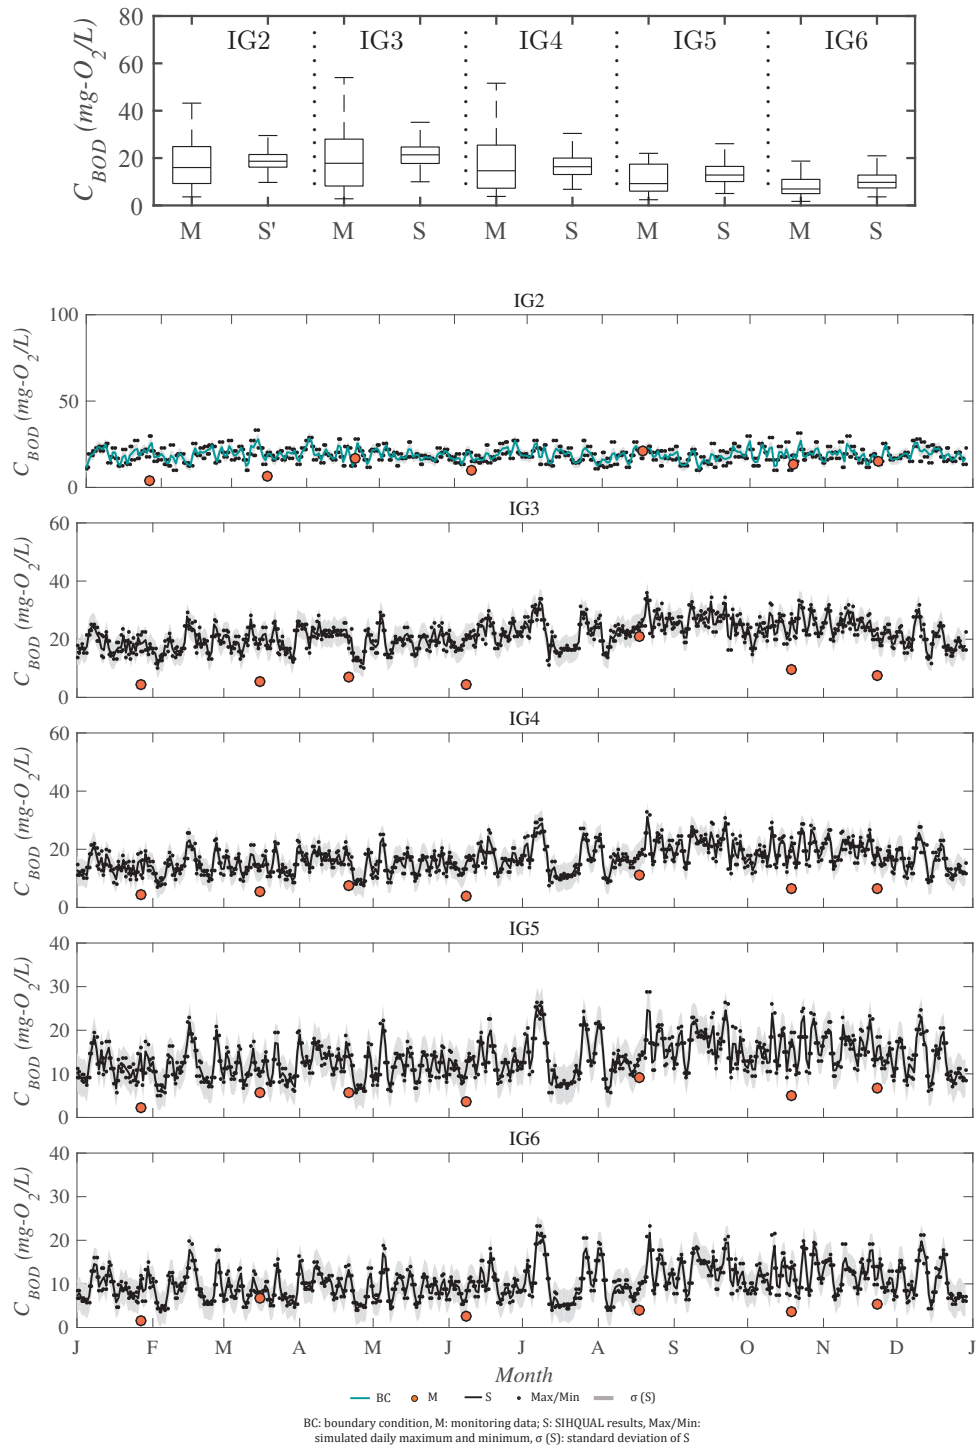 C_BOD (mg-O_2/L)
80
60
40
20
0
IG2
IG3
IG4
IG5
IG6
M S' M S M S M S M S
IG2
C_BOD (mg-O_2/L)
100
50
0
IG3
C_BOD (mg-O_2/L)
60
40
20
0
IG4
C_BOD (mg-O_2/L)
60
40
20
0
IG5
C_BOD (mg-O_2/L)
40
30
20
10
0
IG6
C_BOD (mg-O_2/L)
40
30
20
10
0
J F M A M J J A S O N D J
Month
BC M S Max/Min σ (S)
BC: boundary condition, M: monitoring data; S: SIHQUAL results, Max/Min:
simulated daily maximum and minimum, σ (S): standard deviation of S